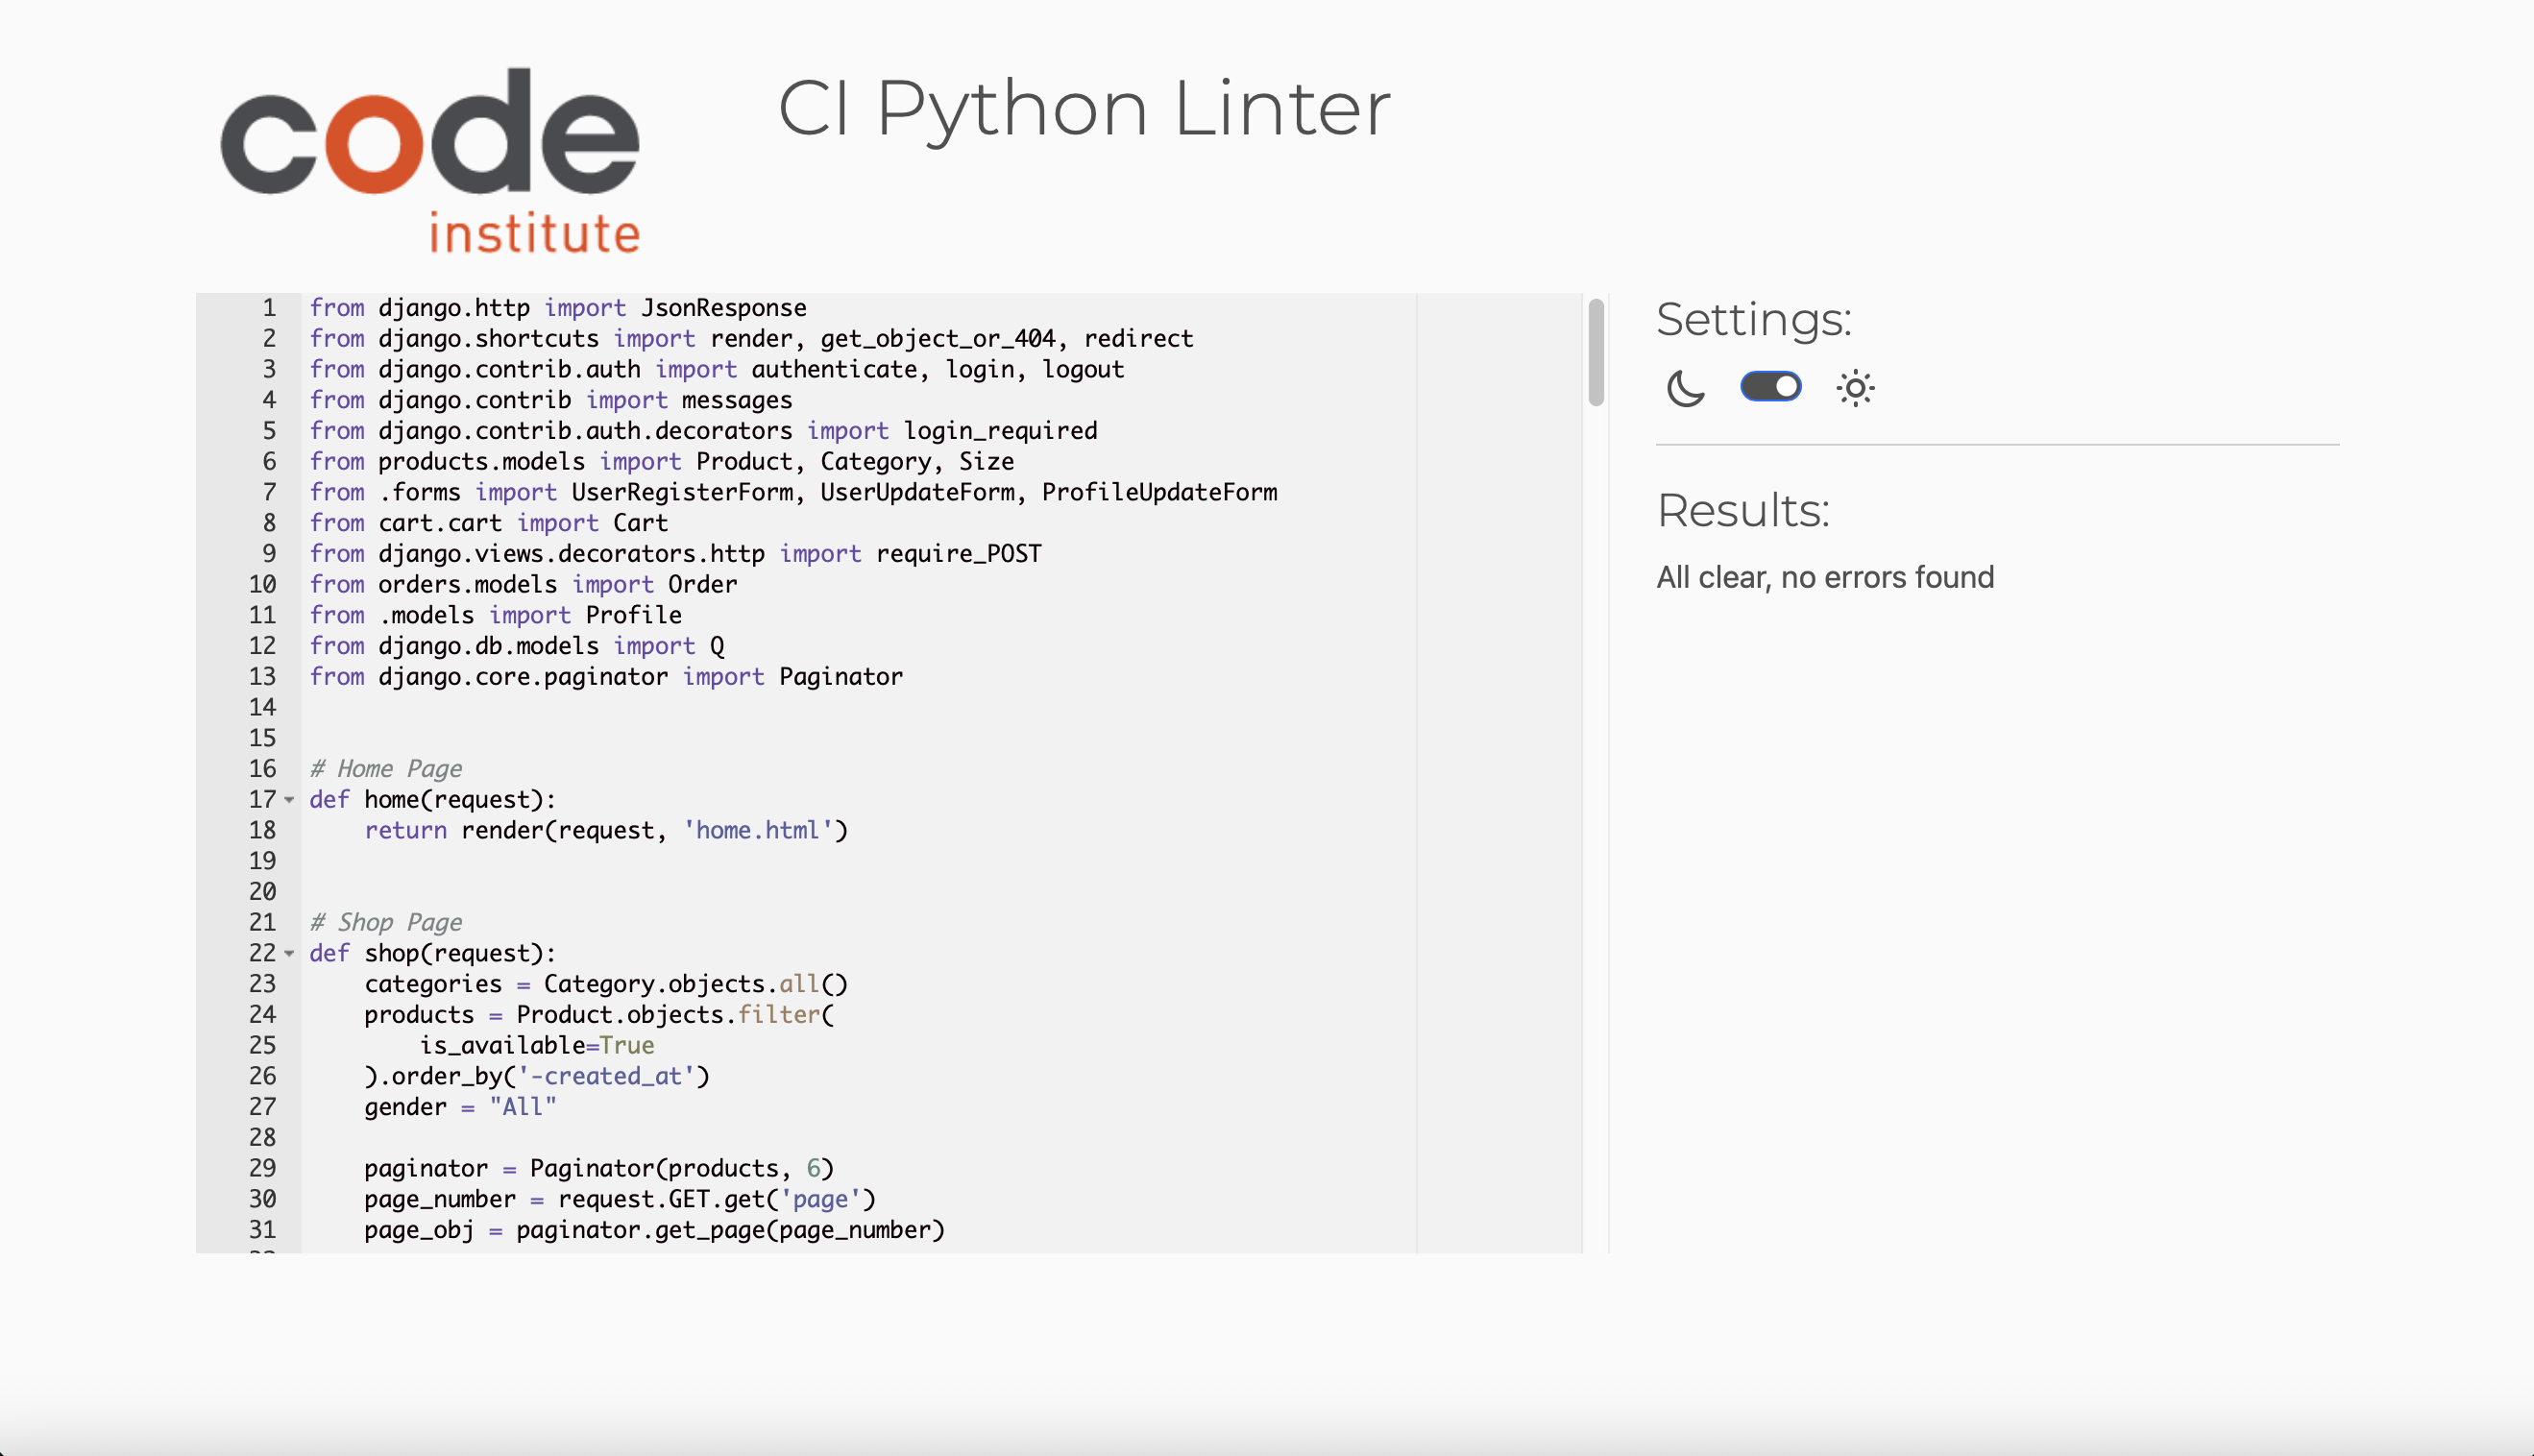 code
institute
CI Python Linter
1 from django.http import JsonResponse
2 from django.shortcuts import render, get_object_or_404, redirect
3 from django.contrib.auth import authenticate, login, logout
4 from django.contrib import messages
5 from django.contrib.auth.decorators import login_required
6 from products.models import Product, Category, Size
7 from .forms import UserRegisterForm, UserUpdateForm, ProfileUpdateForm
8 from cart.cart import Cart
9 from django.views.decorators.http import require_POST
10 from orders.models import Order
11 from .models import Profile
12 from django.db.models import Q
13 from django.core.paginator import Paginator
14
15
16 # Home Page
17 def home(request):
18     return render(request, 'home.html')
19
20
21 # Shop Page
22 def shop(request):
23     categories = Category.objects.all()
24     products = Product.objects.filter(
25         is_available=True
26     ).order_by('-created_at')
27     gender = "All"
28
29     paginator = Paginator(products, 6)
30     page_number = request.GET.get('page')
31     page_obj = paginator.get_page(page_number)
Settings:
Results:
All clear, no errors found